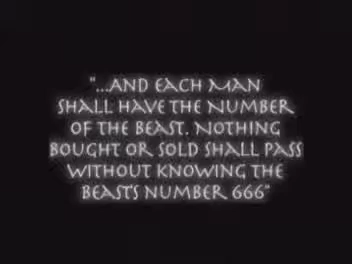 "...AND EACH MAN
SHALL HAVE THE NUMBER
OF THE BEAST. NOTHING
BOUGHT OR SOLD SHALL PASS
WITHOUT KNOWING THE
BEAST'S NUMBER 666"